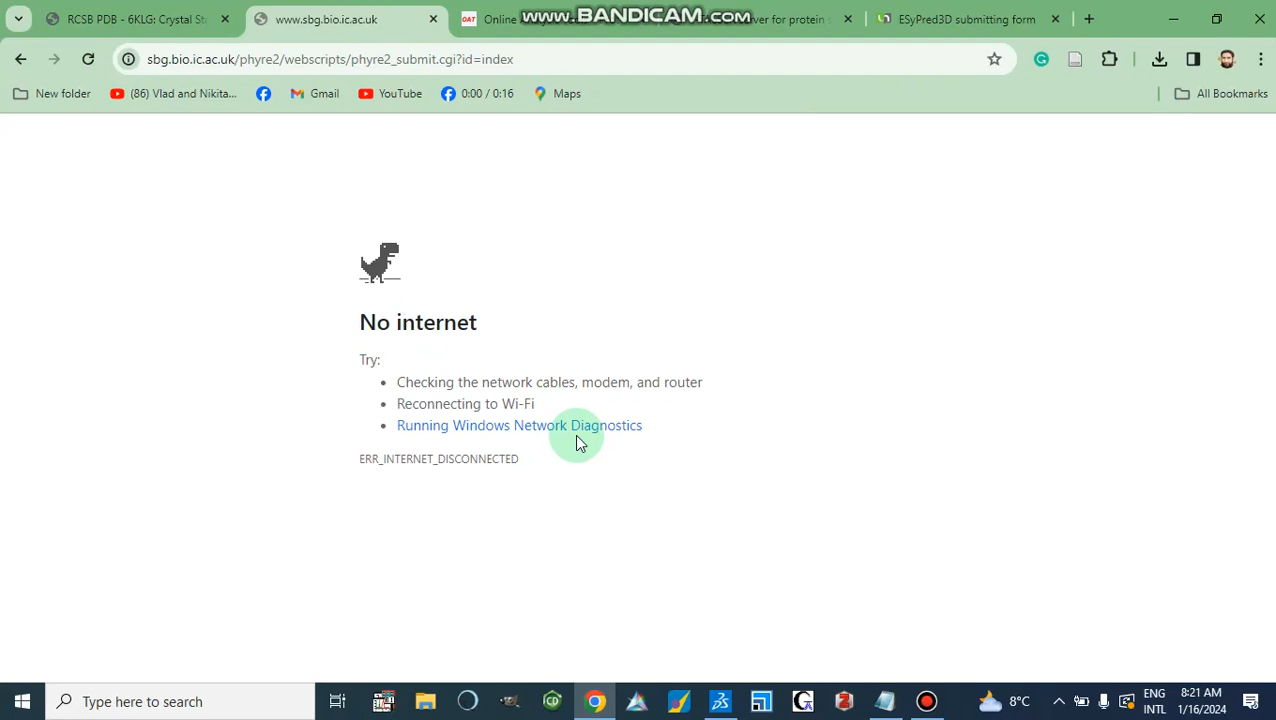 RCSB PDB - 6KLG: Crystal St
www.sbg.bio.ic.ac.uk
OAT
Online
WWW.BANDICAM.COM
rver for protein s
ESyPred3D submitting form
sbg.bio.ic.ac.uk/phyre2/webscripts/phyre2_submit.cgi?id=index
New folder
(86) Vlad and Nikita...
Gmail
YouTube
0:00 / 0:16
Maps
All Bookmarks
No internet
Try:
Checking the network cables, modem, and router
Reconnecting to Wi-Fi
Running Windows Network Diagnostics
ERR_INTERNET_DISCONNECTED
Type here to search
CD
8°C
ENG
INTL
8:21 AM
1/16/2024